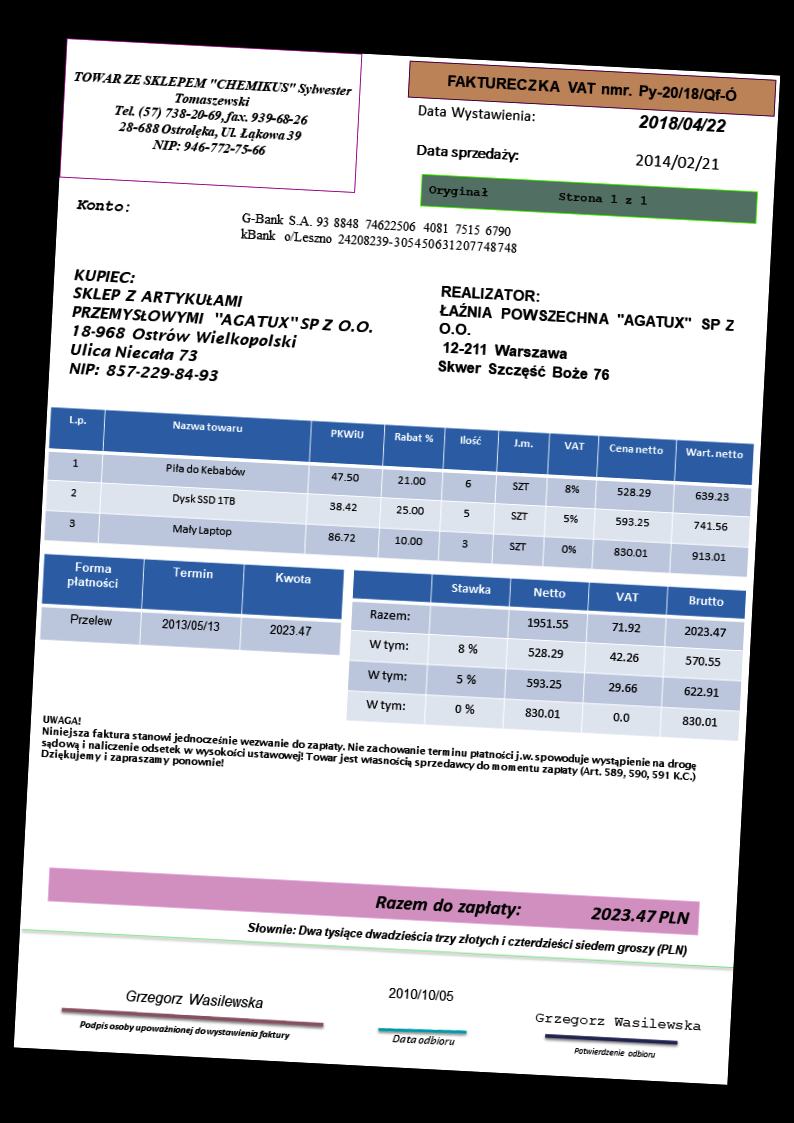 TOWAR ZE SKLEPEM "CHEMIKUS" Sylwester
Tomaszewski
Tel. (57) 738-20-69, fax. 939-68-26
28-688 Ostrołęka, Ul. Łąkowa 39
NIP: 946-772-75-66
FAKTURECZKA VAT nmr. Py-20/18/Qf-Ó
Data Wystawienia: 2018/04/22
Data sprzedaży: 2014/02/21
Oryginał Strona 1 z 1
Konto:
G-Bank S.A. 93 8848 74622506 4081 7515 6790
kBank o/Leszno 24208239-305450631207748748
KUPIEC:
SKLEP Z ARTYKUŁAMI
PRZEMYSŁOWYMI "AGATUX" SP Z O.O.
18-968 Ostrów Wielkopolski
Ulica Niecała 73
NIP: 857-229-84-93
REALIZATOR:
ŁAŹNIA POWSZECHNA "AGATUX" SP Z
O.O.
12-211 Warszawa
Skwer Szczęść Boże 76
L.p. Nazwa towaru PKWiU Rabat % Ilość J.m. VAT Cena netto Wart. netto
1 Piła do Kebabów 47.50 21.00 6 SZT 8% 528.29 639.23
2 Dysk SSD 1TB 38.42 25.00 5 SZT 5% 593.25 741.56
3 Mały Laptop 86.72 10.00 3 SZT 0% 830.01 913.01
Forma
płatności Termin Kwota
Przelew 2013/05/13 2023.47
Stawka Netto VAT Brutto
Razem: 1951.55 71.92 2023.47
W tym: 8 % 528.29 42.26 570.55
W tym: 5 % 593.25 29.66 622.91
W tym: 0 % 830.01 0.0 830.01
UWAGA!
Niniejsza faktura stanowi jednocześnie wezwanie do zapłaty. Nie zachowanie terminu płatności j.w. spowoduje wystąpienie na drogę
sądową i naliczenie odsetek w wysokości ustawowej! Towar jest własnością sprzedawcy do momentu zapłaty (Art. 589, 590, 591 K.C.)
Dziękujemy i zapraszamy ponownie!
Razem do zapłaty: 2023.47 PLN
Słownie: Dwa tysiące dwadzieścia trzy złotych i czterdzieści siedem groszy (PLN)
Grzegorz Wasilewska
Podpis osoby upoważnionej do wystawienia faktury
2010/10/05
Data odbioru
Grzegorz Wasilewska
Potwierdzenie odbioru